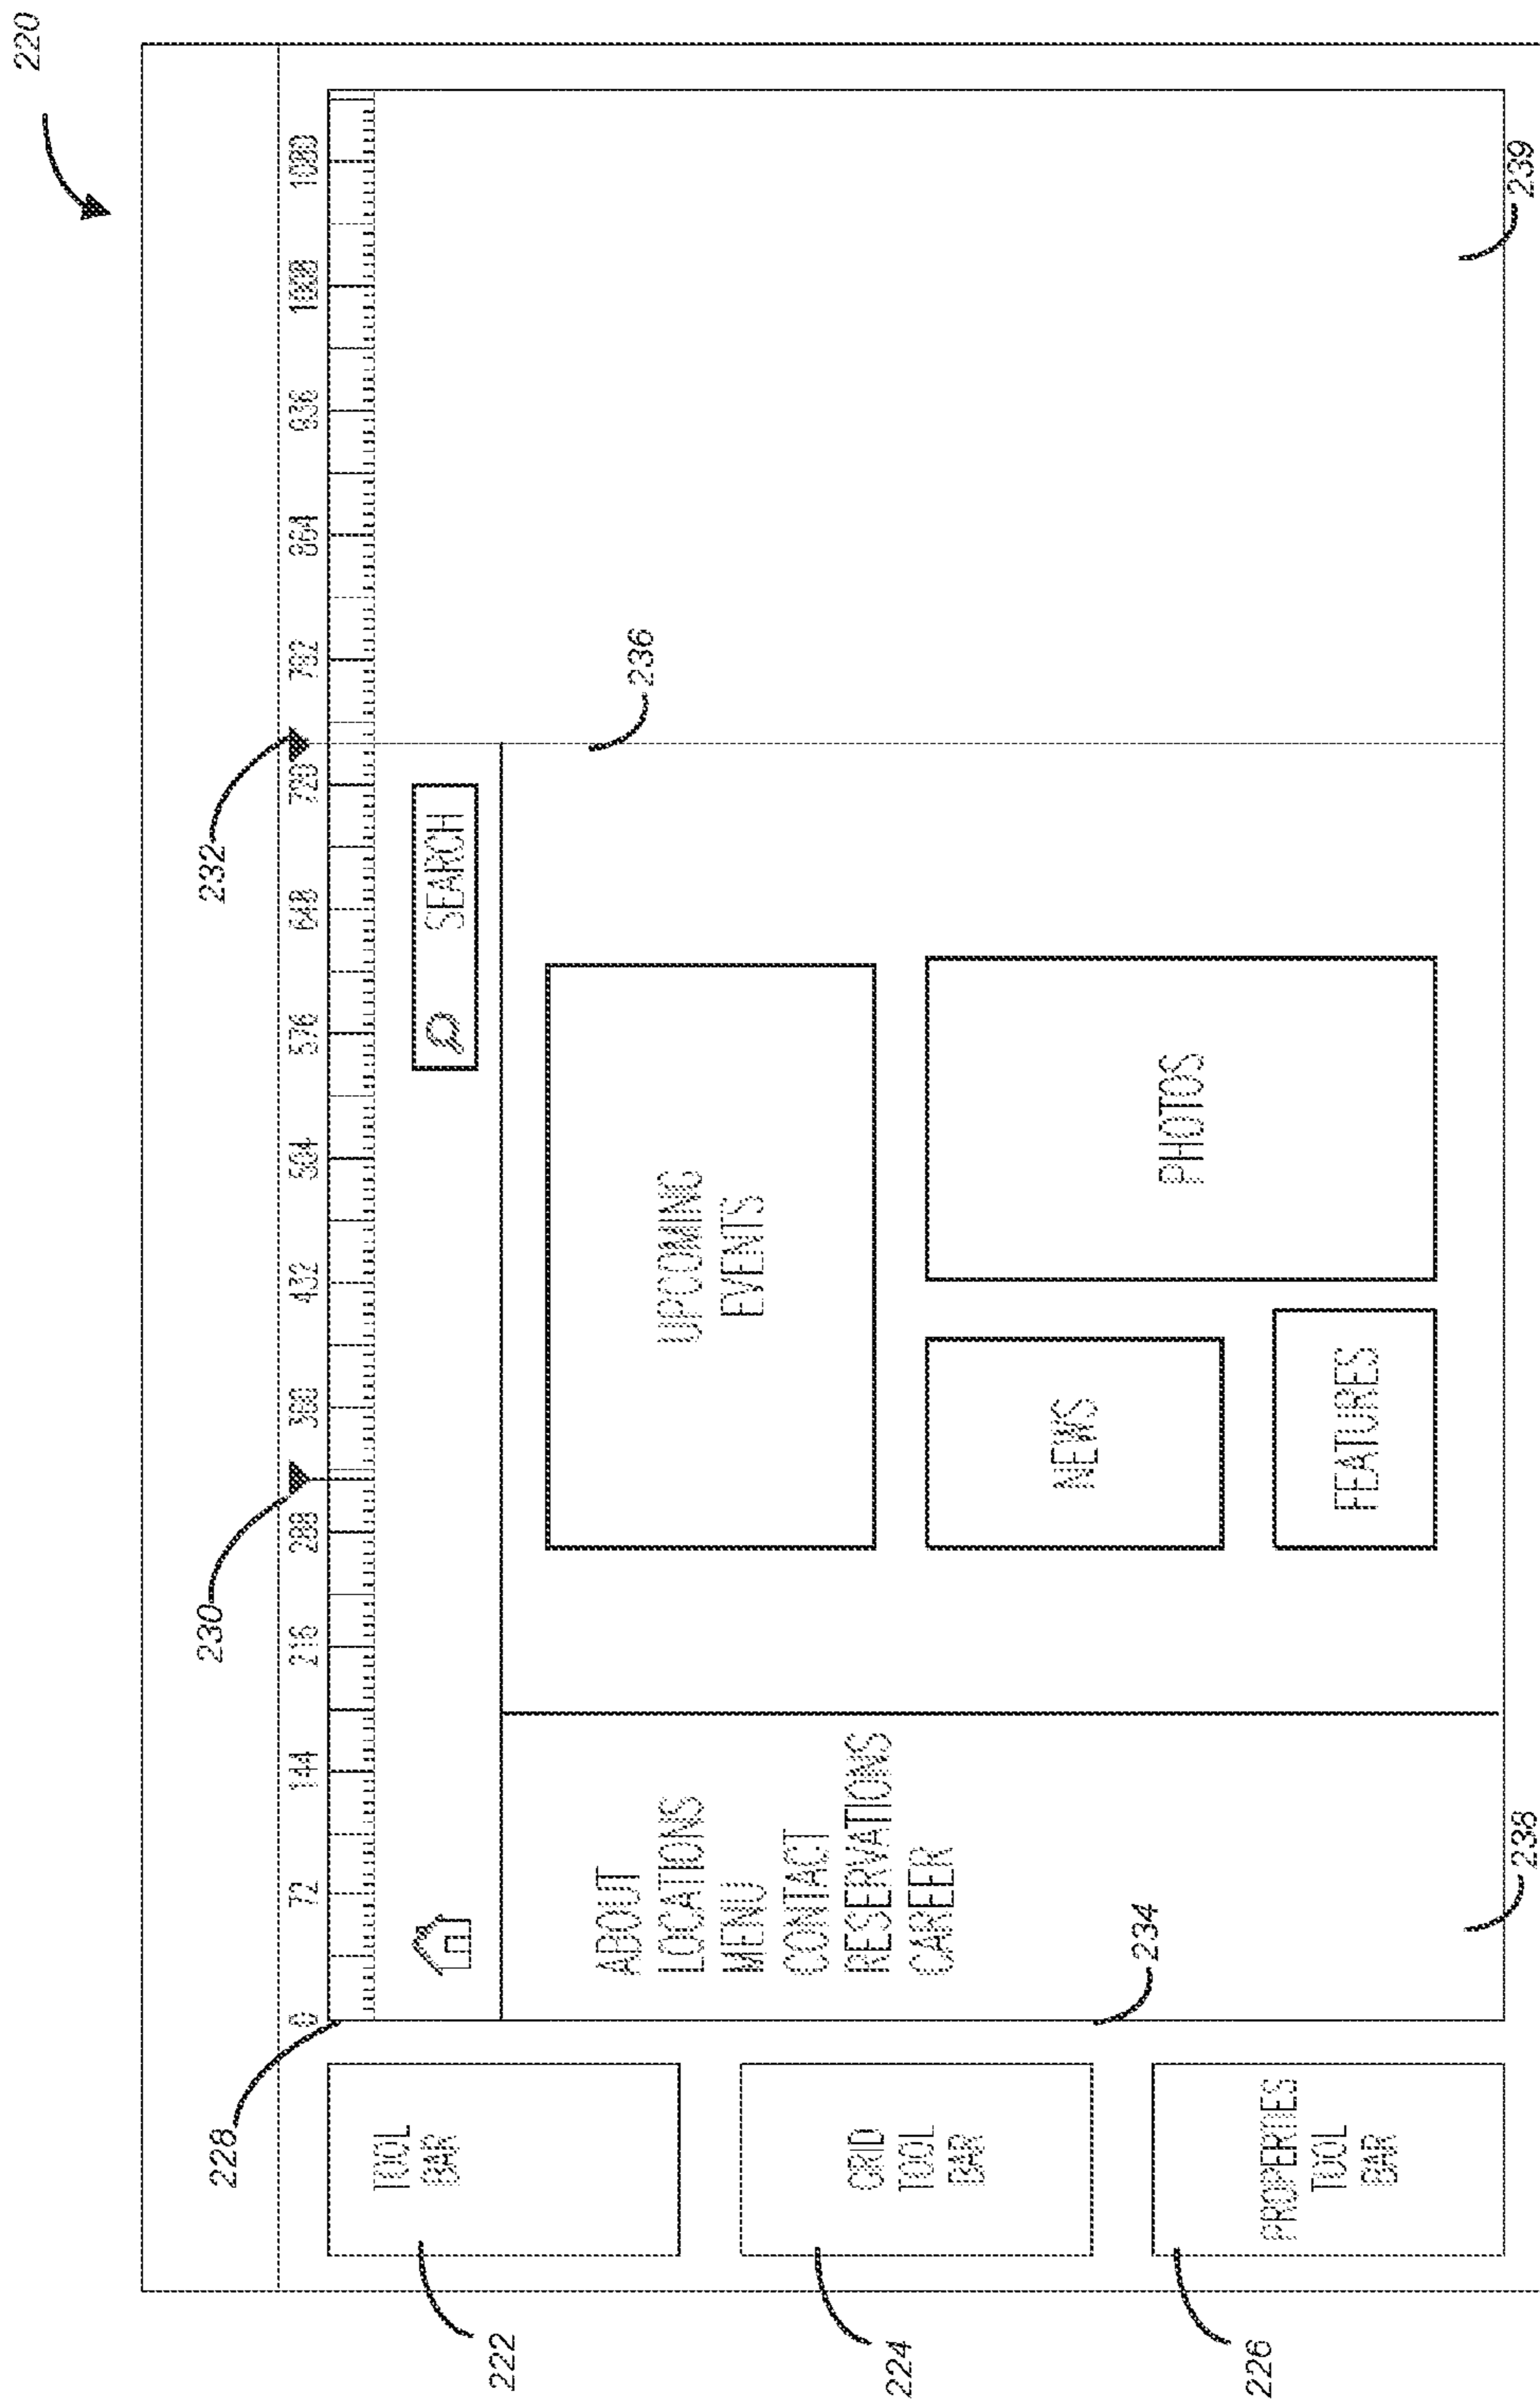 220
232
230
228
0 72 144 216 288 360 432 504 576 648 720 792 864 936 1008 1080
SEARCH
236
TOOL
BAR
222
GRID
TOOL
BAR
224
PROPERTIES
TOOL
BAR
226
ABOUT
LOCATIONS
MENU
CONTACT
RESERVATIONS
CAREER
UPCOMING
EVENTS
NEWS
PHOTOS
FEATURES
234
238
239